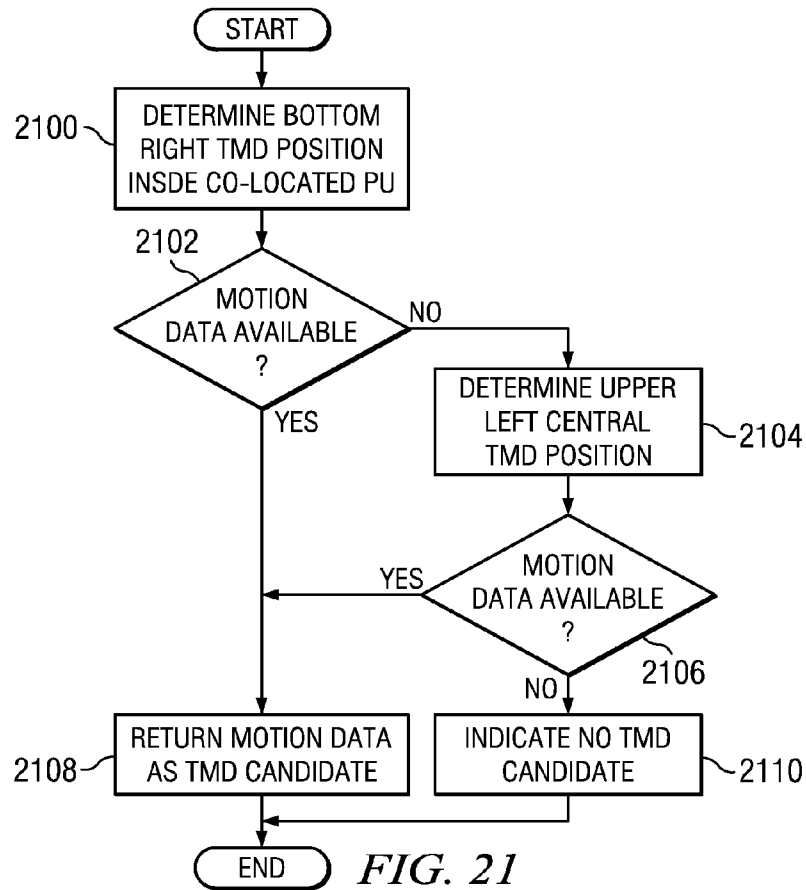 START
2100
DETERMINE BOTTOM
RIGHT TMD POSITION
INSDE CO-LOCATED PU
2102
MOTION
DATA AVAILABLE
?
NO
YES
DETERMINE UPPER
LEFT CENTRAL
TMD POSITION
2104
YES
MOTION
DATA AVAILABLE
?
2106
NO
2108
RETURN MOTION DATA
AS TMD CANDIDATE
INDICATE NO TMD
CANDIDATE
2110
END
FIG. 21